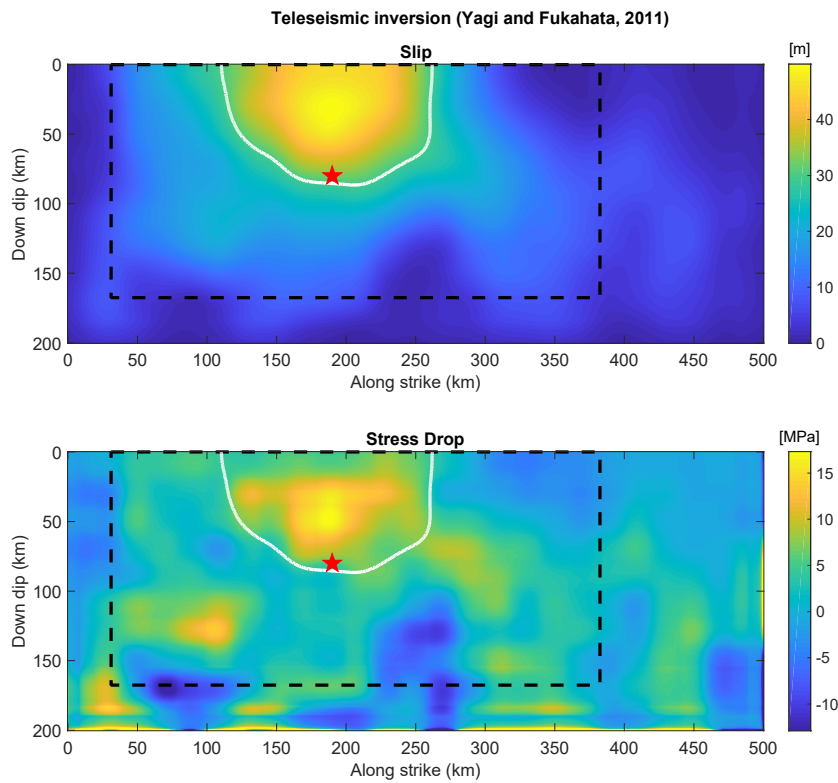 Teleseismic inversion (Yagi and Fukahata, 2011)
Slip
[m]
0
50
100
150
200
Down dip (km)
0 50 100 150 200 250 300 350 400 450 500
Along strike (km)
40
30
20
10
0
Stress Drop
[MPa]
0
50
100
150
200
Down dip (km)
0 50 100 150 200 250 300 350 400 450 500
Along strike (km)
15
10
5
0
-5
-10